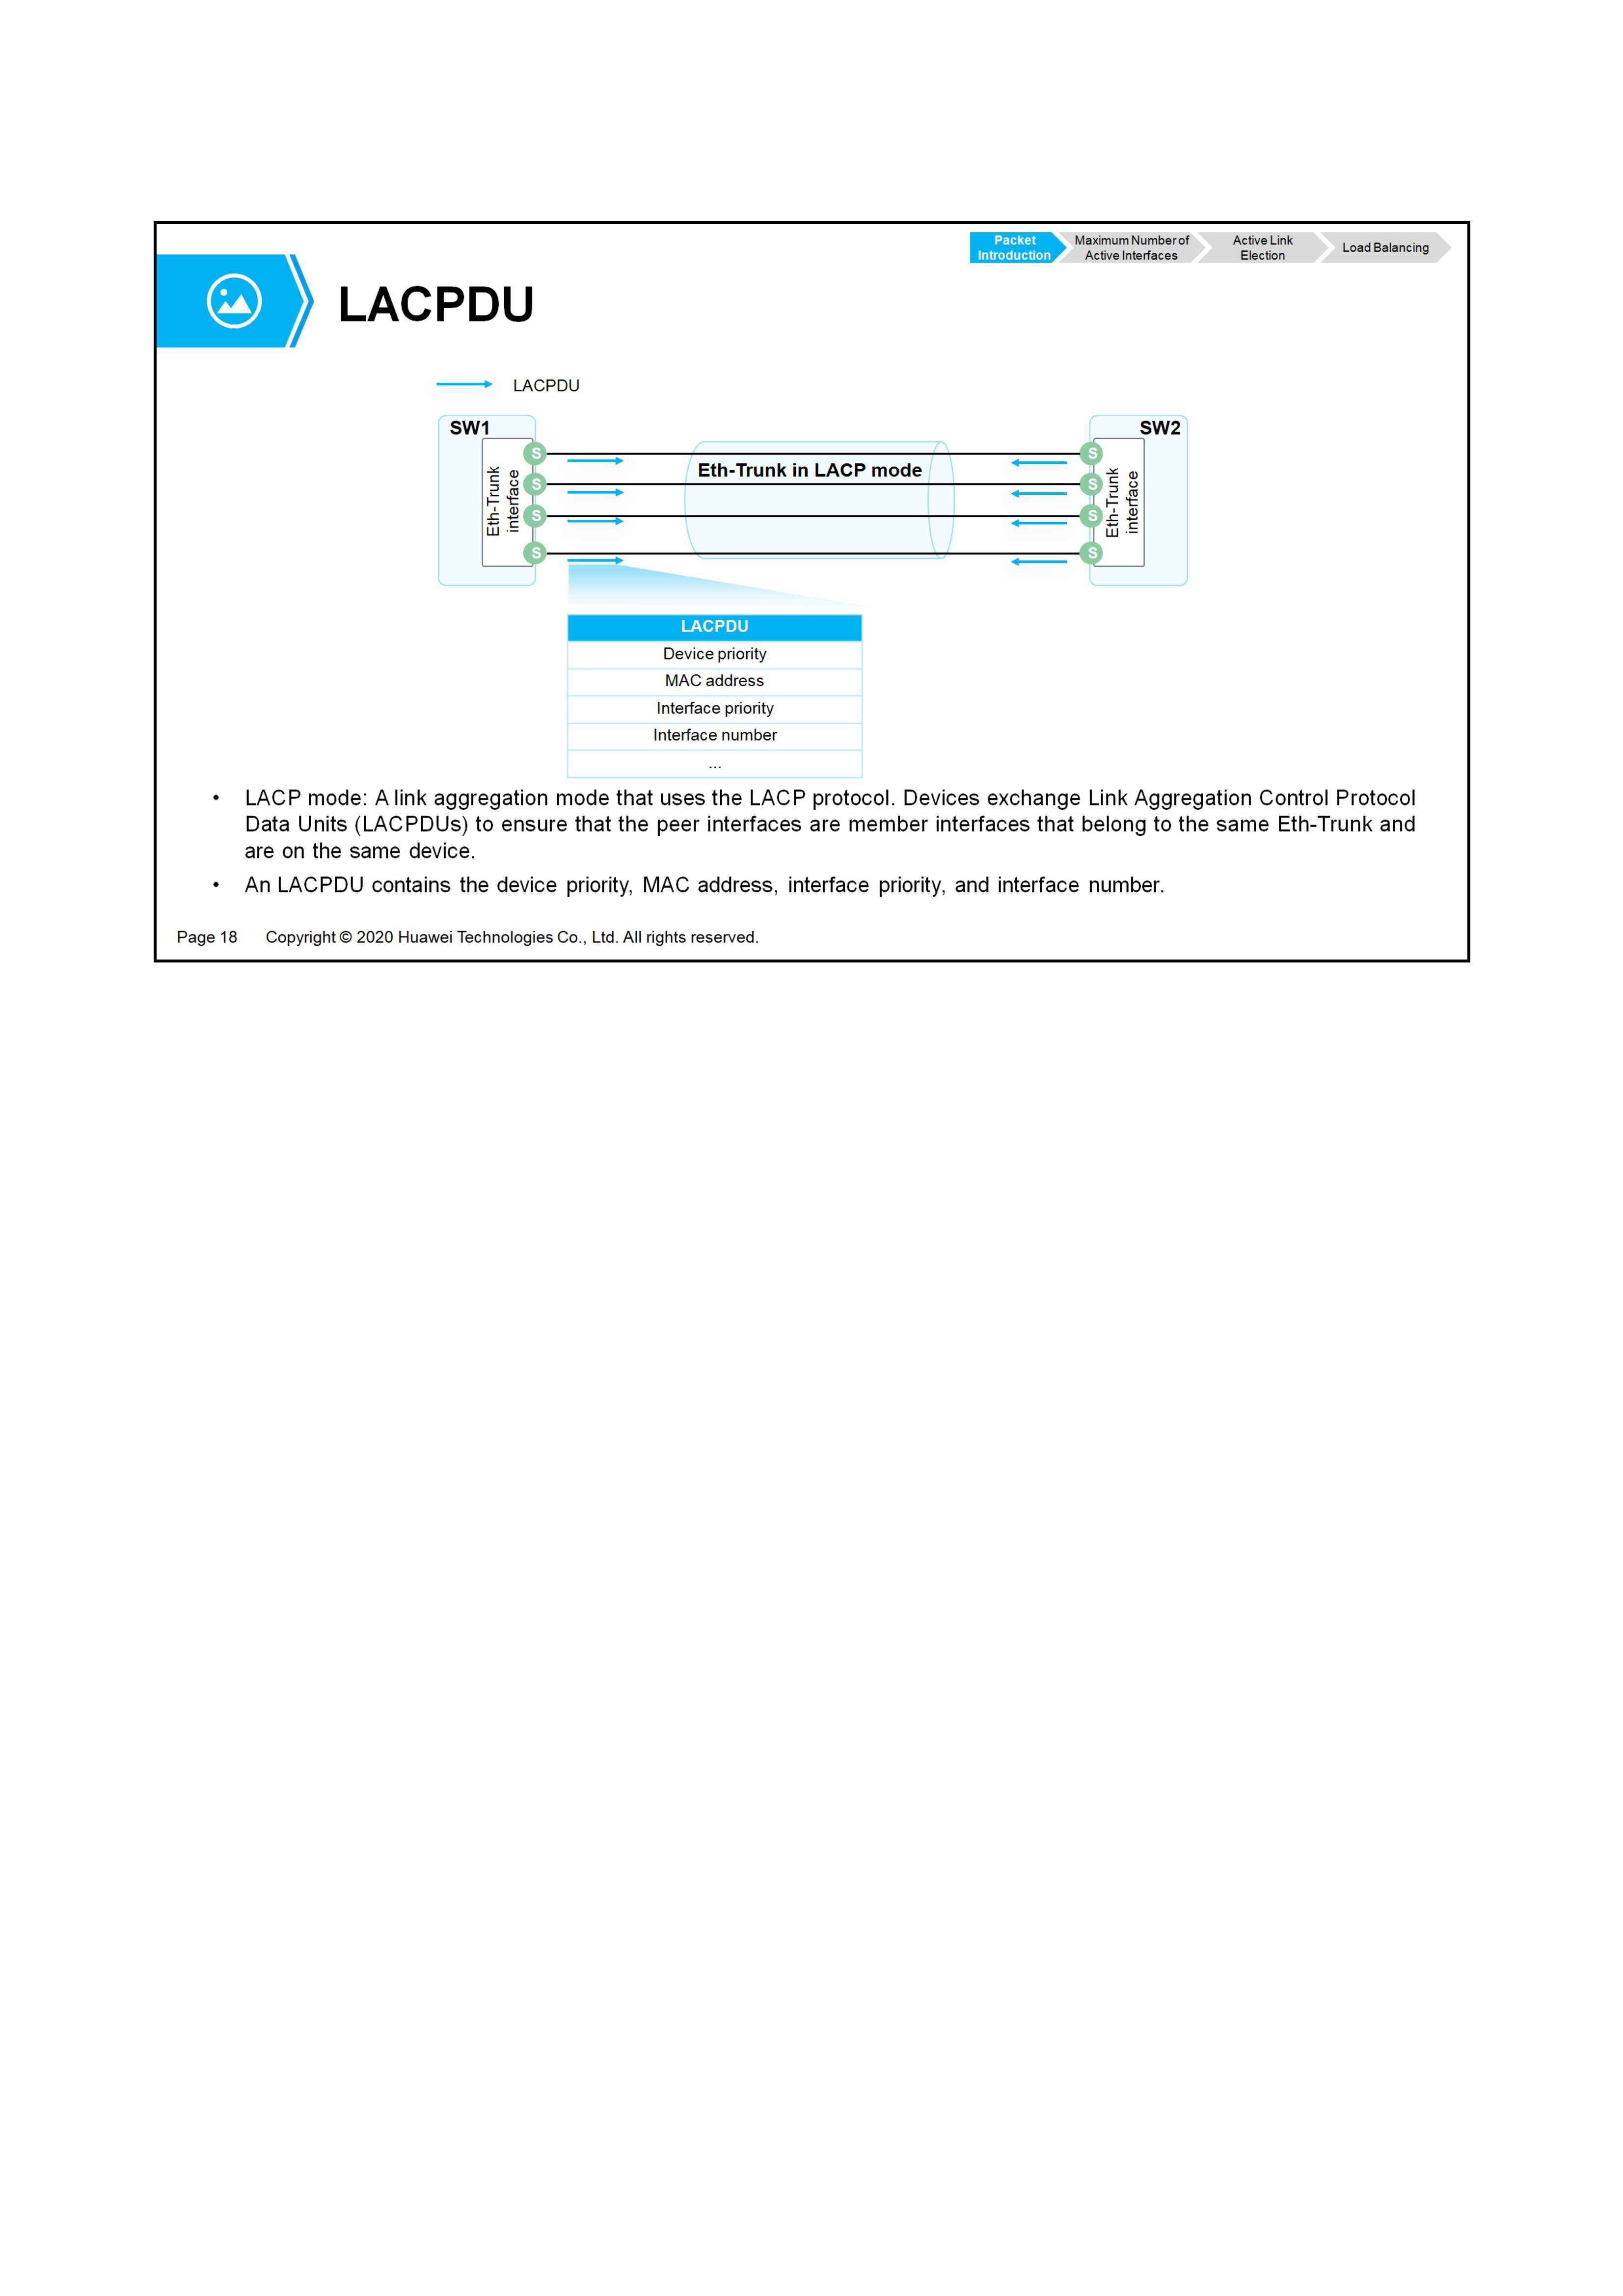 Packet
Introduction
Maximum Number of
Active Interfaces
Active Link
Election
Load Balancing
LACPDU
LACPDU
SW1
SW2
S
S
S
S
S
S
S
S
Eth-Trunk
interface
Eth-Trunk in LACP mode
Eth-Trunk
interface
LACPDU
Device priority
MAC address
Interface priority
Interface number
...
• LACP mode: A link aggregation mode that uses the LACP protocol. Devices exchange Link Aggregation Control Protocol
Data Units (LACPDUs) to ensure that the peer interfaces are member interfaces that belong to the same Eth-Trunk and
are on the same device.
• An LACPDU contains the device priority, MAC address, interface priority, and interface number.
Page 18 Copyright © 2020 Huawei Technologies Co., Ltd. All rights reserved.